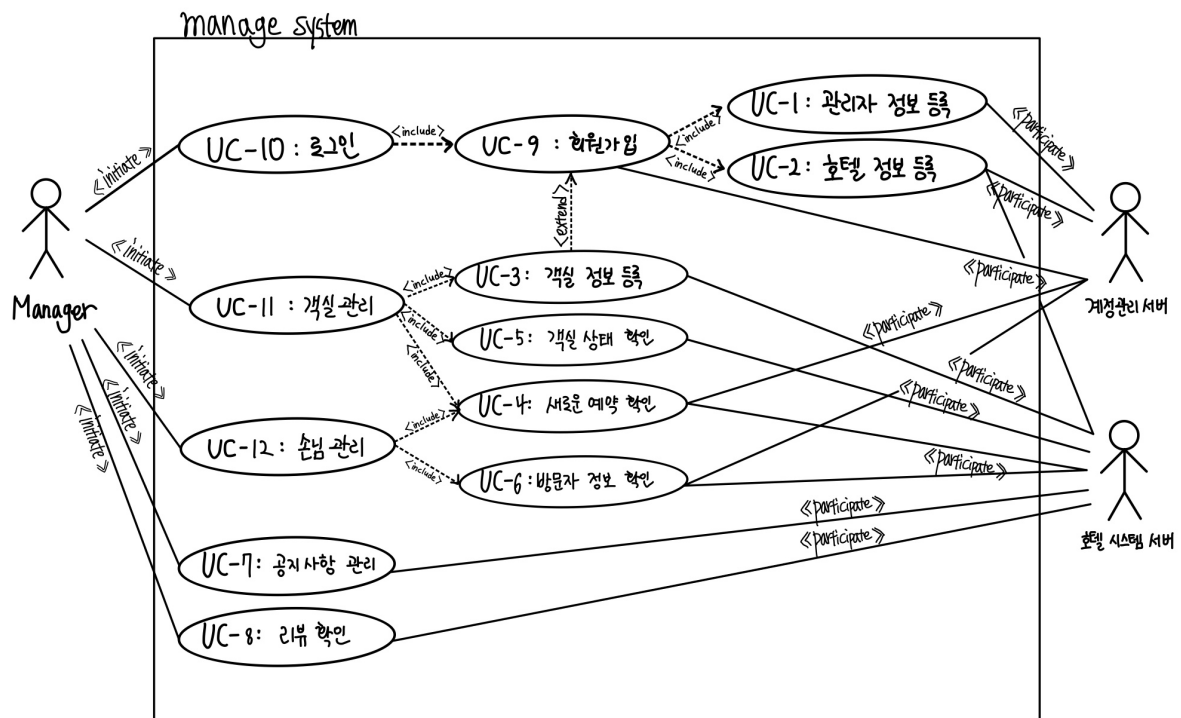 manage system
UC-10 : 로그인
<include>
UC-9 : 회원가입
<include>
<include>
UC-1 : 관리자 정보 등록
UC-2 : 호텔 정보 등록
≪participate≫
≪participate≫
≪initiate≫
≪initiate≫
Manager
<extend>
UC-11 : 객실 관리
<include>
<include>
<include>
UC-3 : 객실 정보 등록
UC-5 : 객실 상태 확인
UC-4 : 새로운 예약 확인
≪participate≫
≪participate≫
≪participate≫
≪participate≫
계정관리 서버
≪initiate≫
≪initiate≫
≪initiate≫
UC-12 : 손님 관리
<include>
<include>
UC-6 : 방문자 정보 확인
≪participate≫
≪participate≫
호텔 시스템 서버
UC-7 : 공지사항 관리
≪participate≫
UC-8 : 리뷰 확인
≪participate≫